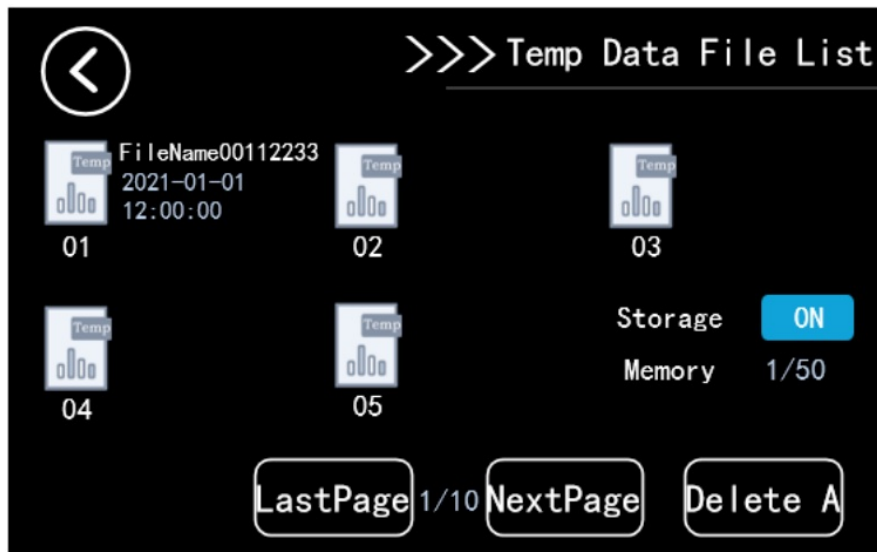 >>> Temp Data File List
Temp
FileName00112233
2021-01-01
12:00:00
01
Temp
02
Temp
03
Temp
04
Temp
05
Storage ON
Memory 1/50
LastPage 1/10 NextPage Delete A